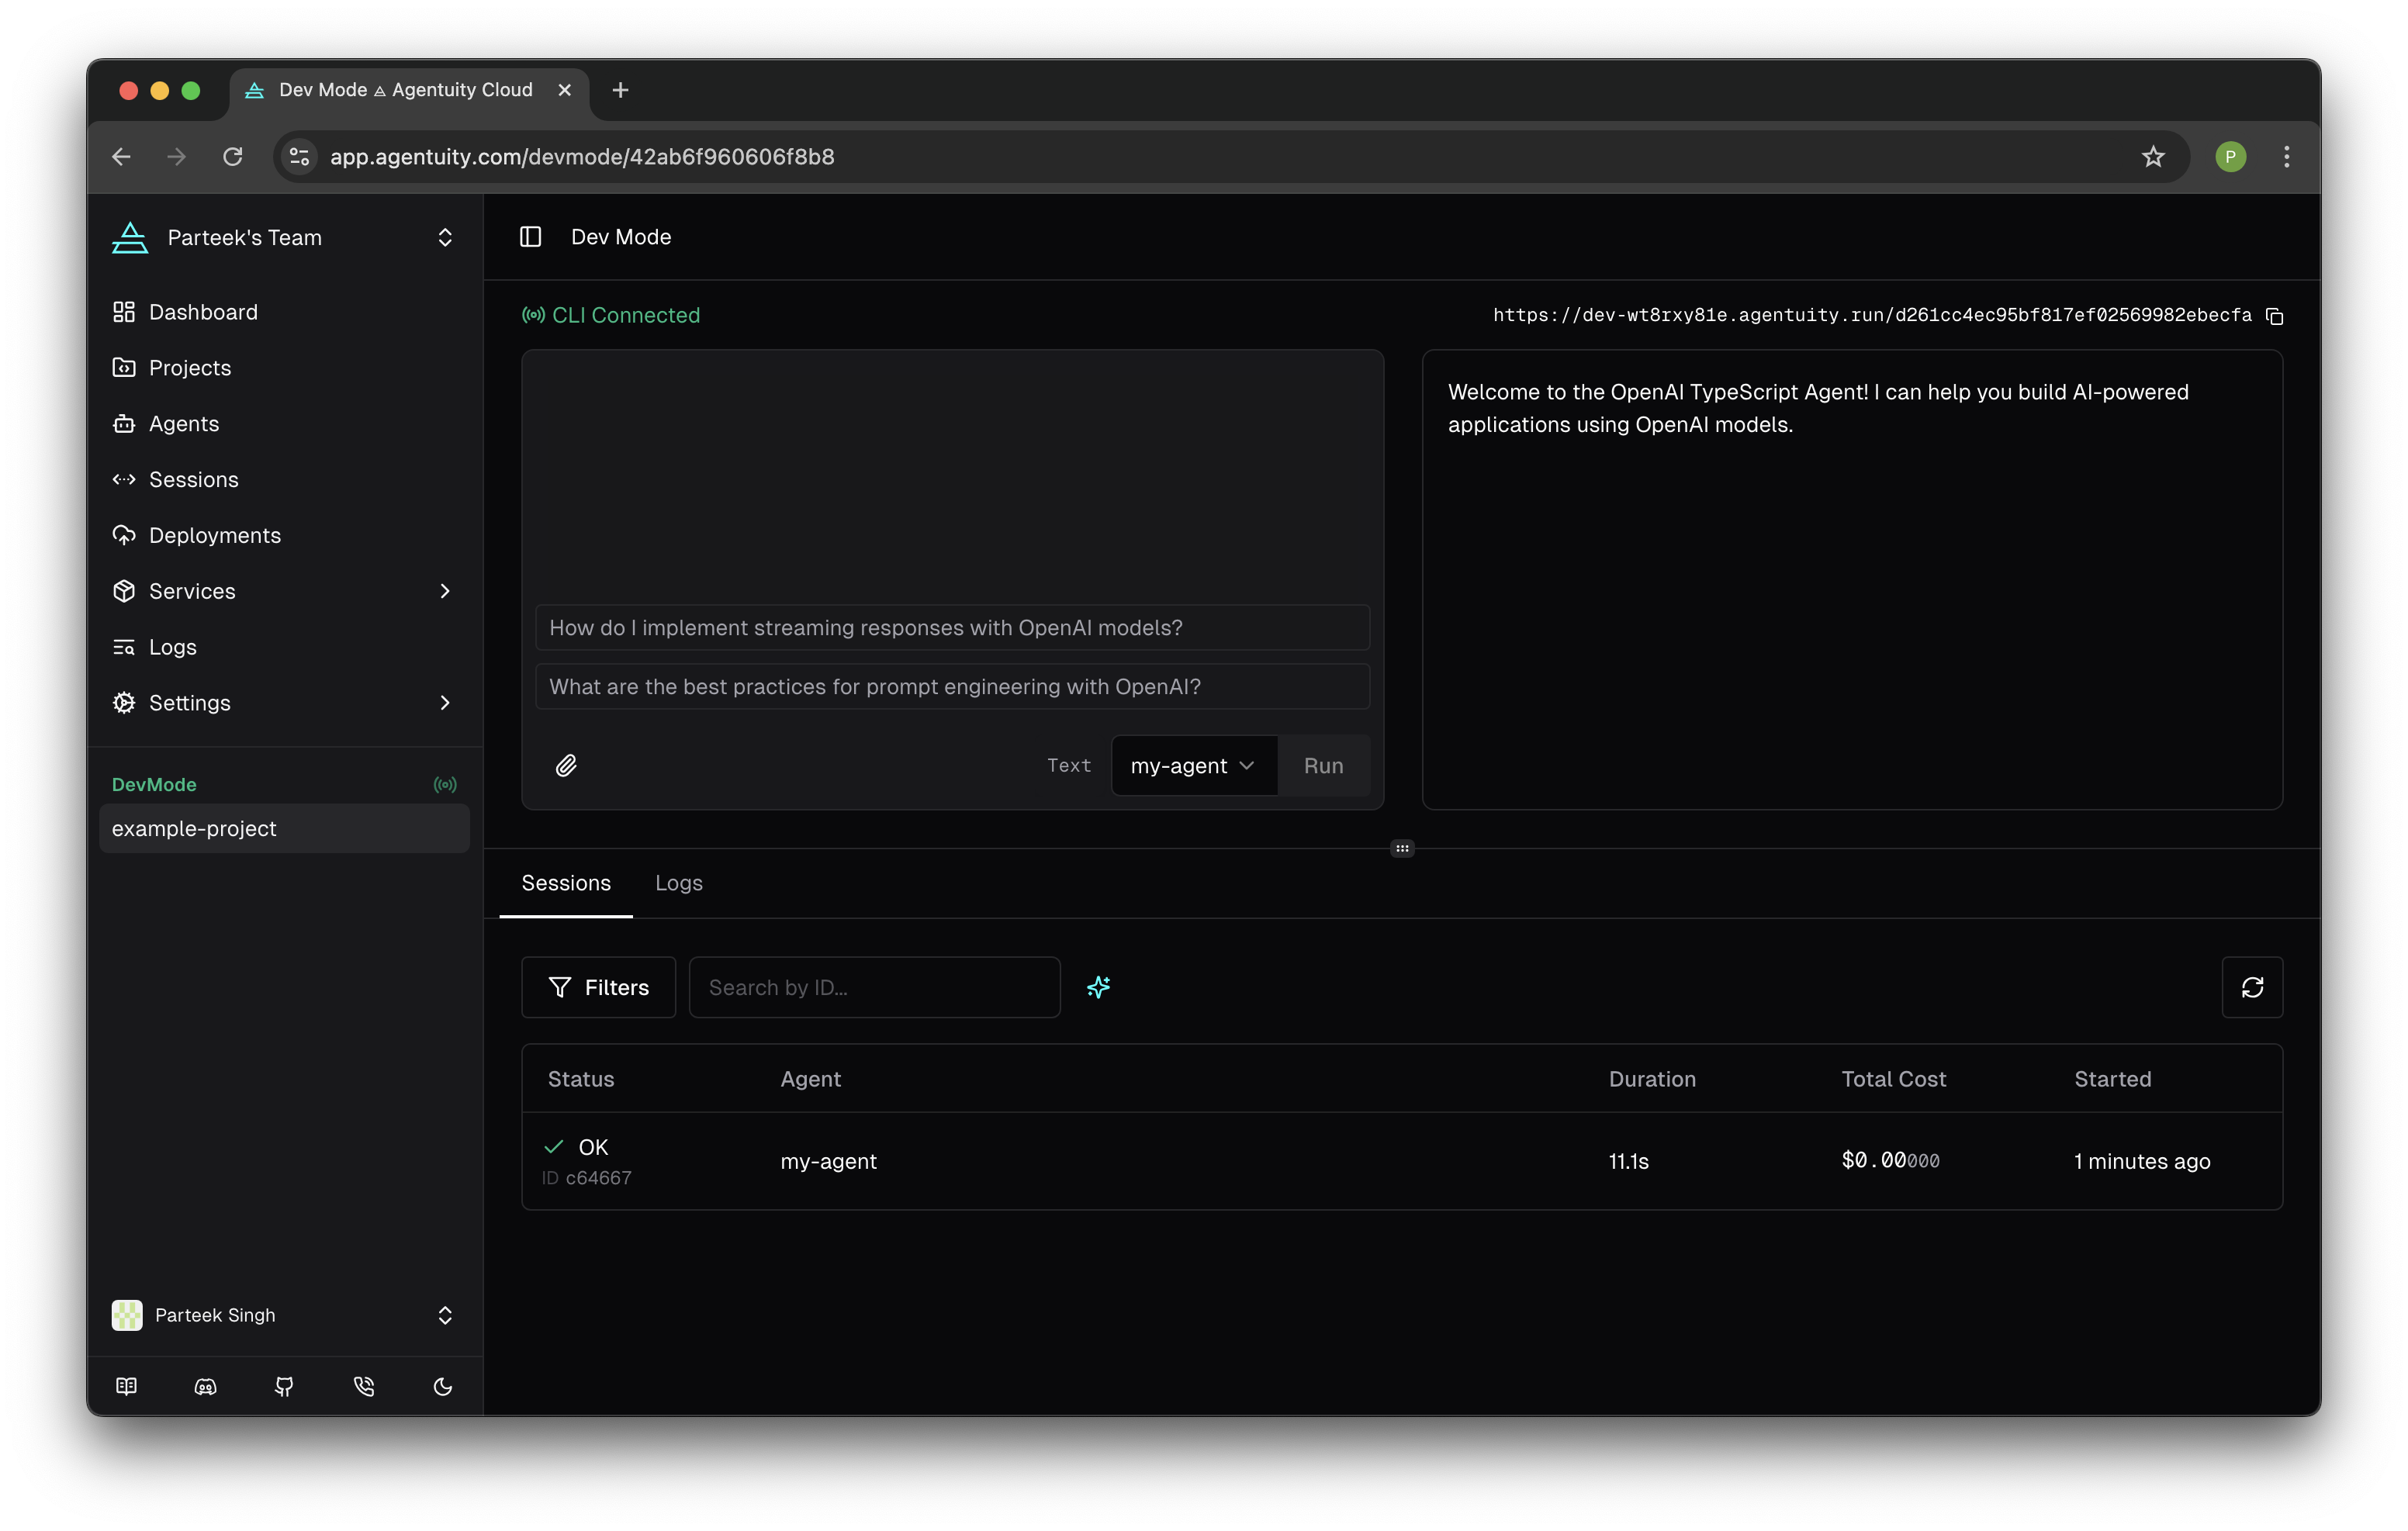 Dev Mode ⟁ Agentuity Cloud
app.agentuity.com/devmode/42ab6f960606f8b8
P
Parteek's Team
Dashboard
Projects
Agents
Sessions
Deployments
Services
Logs
Settings
DevMode
example-project
Parteek Singh
Dev Mode
CLI Connected
https://dev-wt8rxy81e.agentuity.run/d261cc4ec95bf817ef02569982ebecfa
How do I implement streaming responses with OpenAI models?
What are the best practices for prompt engineering with OpenAI?
Text my-agent Run
Welcome to the OpenAI TypeScript Agent! I can help you build AI-powered
applications using OpenAI models.
Sessions Logs
Filters Search by ID...
Status Agent Duration Total Cost Started
OK
ID c64667
my-agent 11.1s $0.00000 1 minutes ago